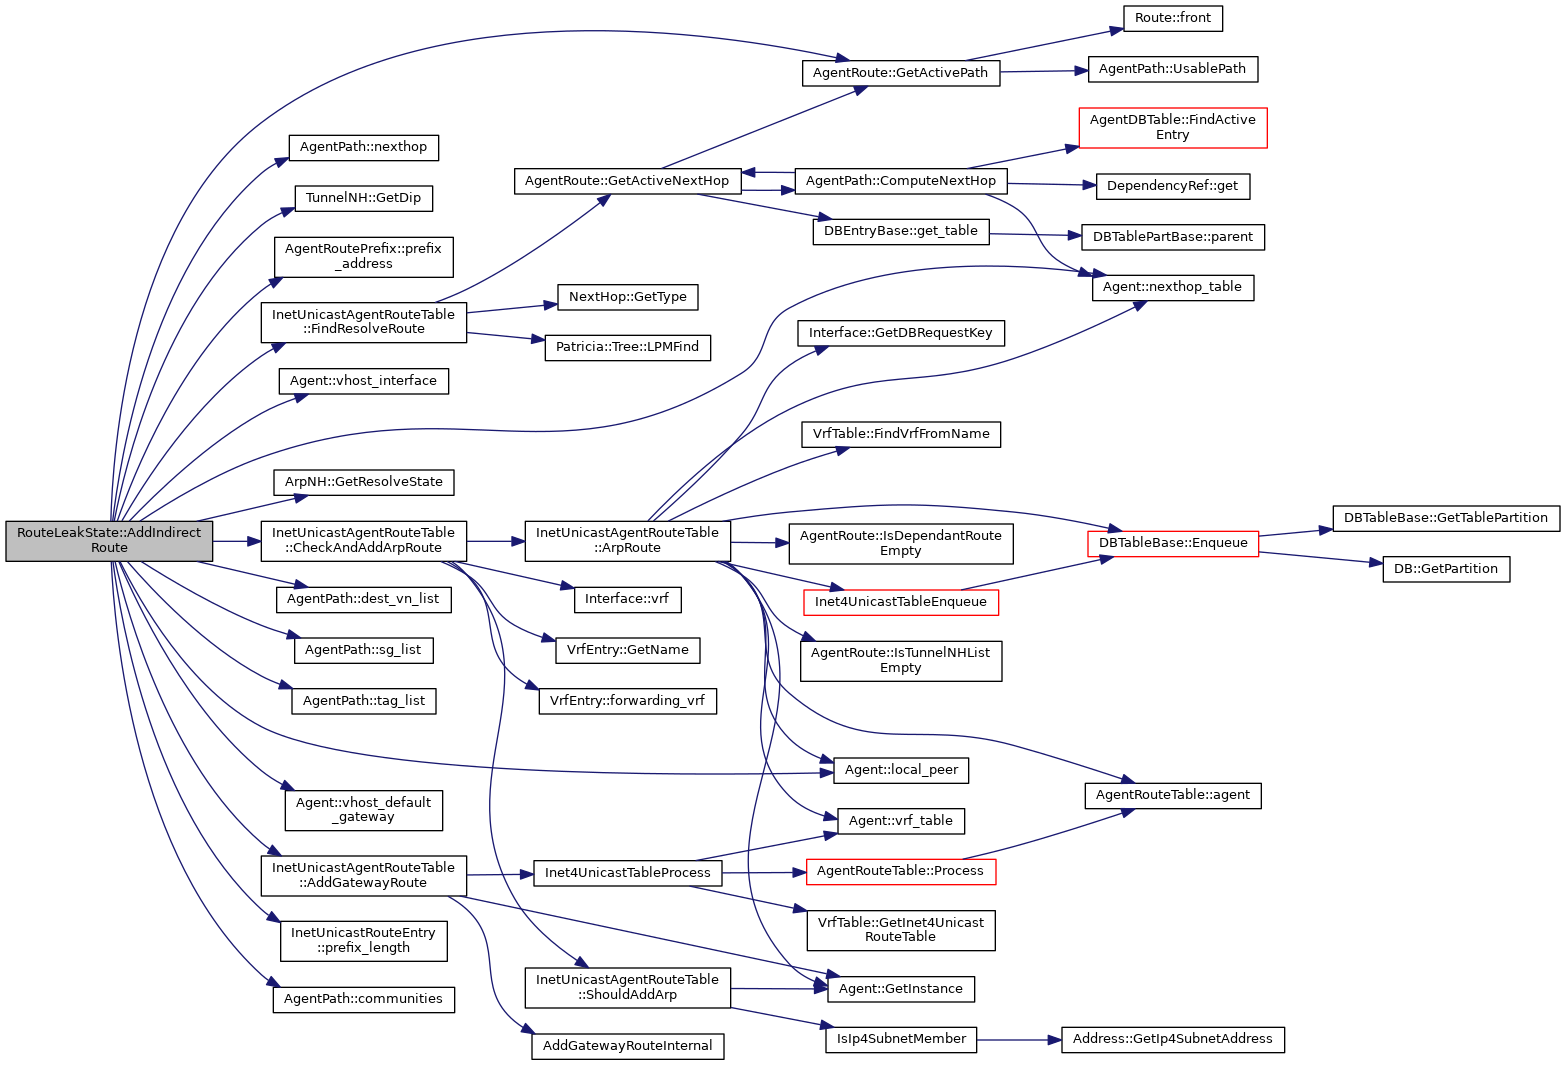 RouteLeakState::AddIndirect
Route
AgentPath::nexthop
TunnelNH::GetDip
AgentRoutePrefix::prefix
_address
InetUnicastAgentRouteTable
::FindResolveRoute
Agent::vhost_interface
ArpNH::GetResolveState
InetUnicastAgentRouteTable
::CheckAndAddArpRoute
AgentPath::dest_vn_list
AgentPath::sg_list
AgentPath::tag_list
Agent::vhost_default
_gateway
InetUnicastAgentRouteTable
::AddGatewayRoute
InetUnicastRouteEntry
::prefix_length
AgentPath::communities
AgentRoute::GetActiveNextHop
NextHop::GetType
Patricia::Tree::LPMFind
InetUnicastAgentRouteTable
::ArpRoute
Interface::vrf
VrfEntry::GetName
VrfEntry::forwarding_vrf
Inet4UnicastTableProcess
InetUnicastAgentRouteTable
::ShouldAddArp
AddGatewayRouteInternal
AgentRoute::GetActivePath
AgentPath::ComputeNextHop
DBEntryBase::get_table
Interface::GetDBRequestKey
VrfTable::FindVrfFromName
AgentRoute::IsDependantRoute
Empty
Inet4UnicastTableEnqueue
AgentRoute::IsTunnelNHList
Empty
Agent::local_peer
Agent::vrf_table
AgentRouteTable::Process
VrfTable::GetInet4Unicast
RouteTable
Agent::GetInstance
IsIp4SubnetMember
Route::front
AgentPath::UsablePath
AgentDBTable::FindActive
Entry
DependencyRef::get
DBTablePartBase::parent
Agent::nexthop_table
DBTableBase::Enqueue
AgentRouteTable::agent
Address::GetIp4SubnetAddress
DBTableBase::GetTablePartition
DB::GetPartition